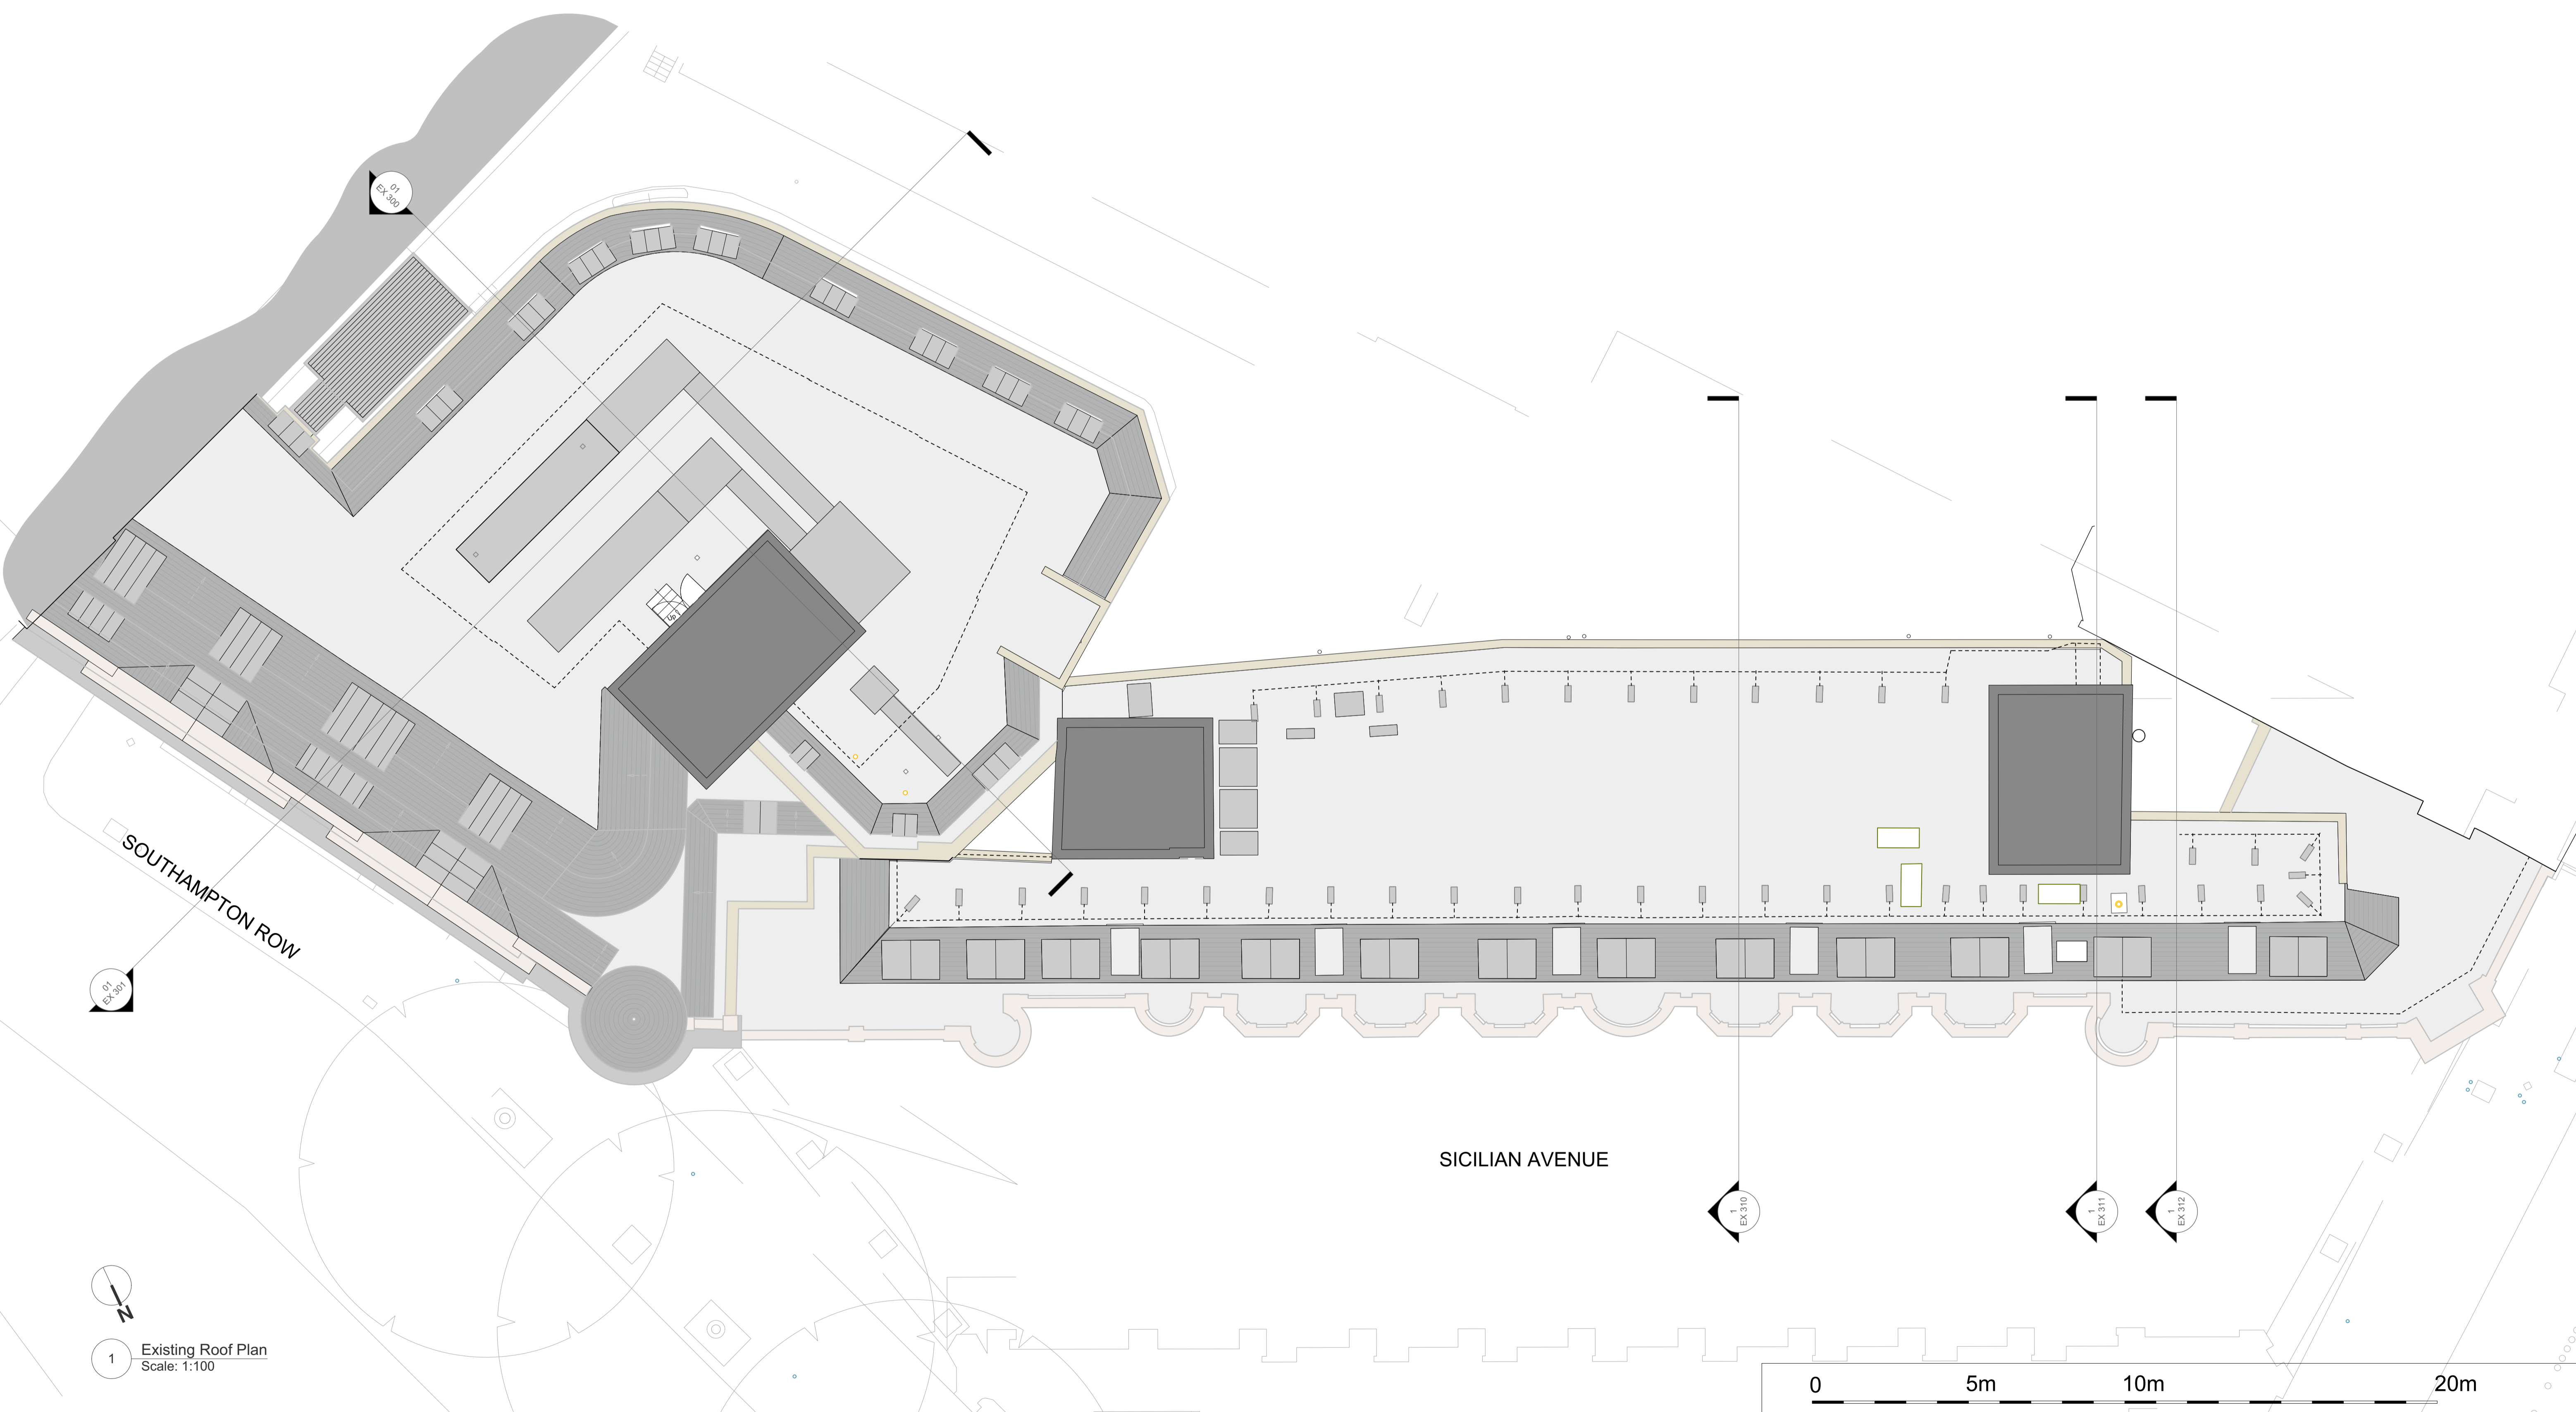 01
EX 300
UP
SOUTHAMPTON ROW
01
EX 301
SICILIAN AVENUE
1
EX 310
1
EX 311
1
EX 312
N
1
Existing Roof Plan
Scale: 1:100
0 5m 10m 20m